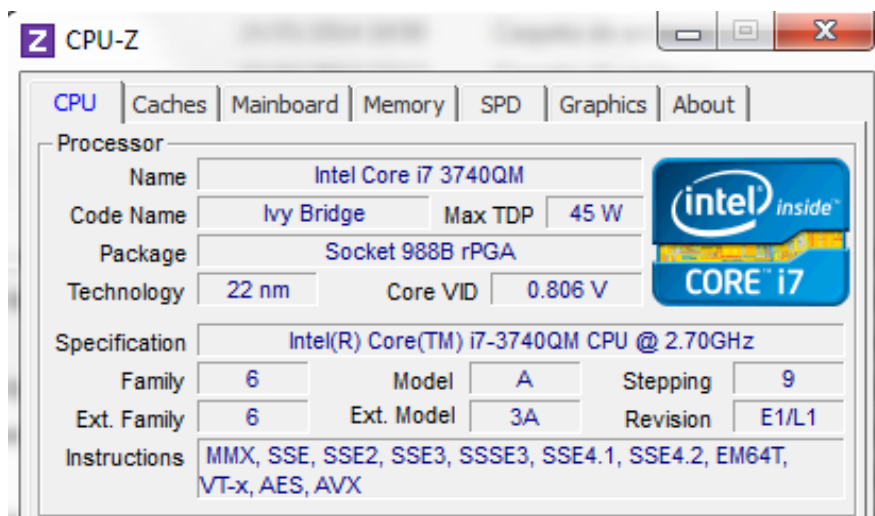 Z CPU-Z
CPU Caches Mainboard Memory SPD Graphics About
Processor
Name Intel Core i7 3740QM
Code Name Ivy Bridge Max TDP 45 W
Package Socket 988B rPGA
Technology 22 nm Core VID 0.806 V
intel inside™
CORE™ i7
Specification Intel(R) Core(TM) i7-3740QM CPU @ 2.70GHz
Family 6 Model A Stepping 9
Ext. Family 6 Ext. Model 3A Revision E1/L1
Instructions MMX, SSE, SSE2, SSE3, SSSE3, SSE4.1, SSE4.2, EM64T,
VT-x, AES, AVX